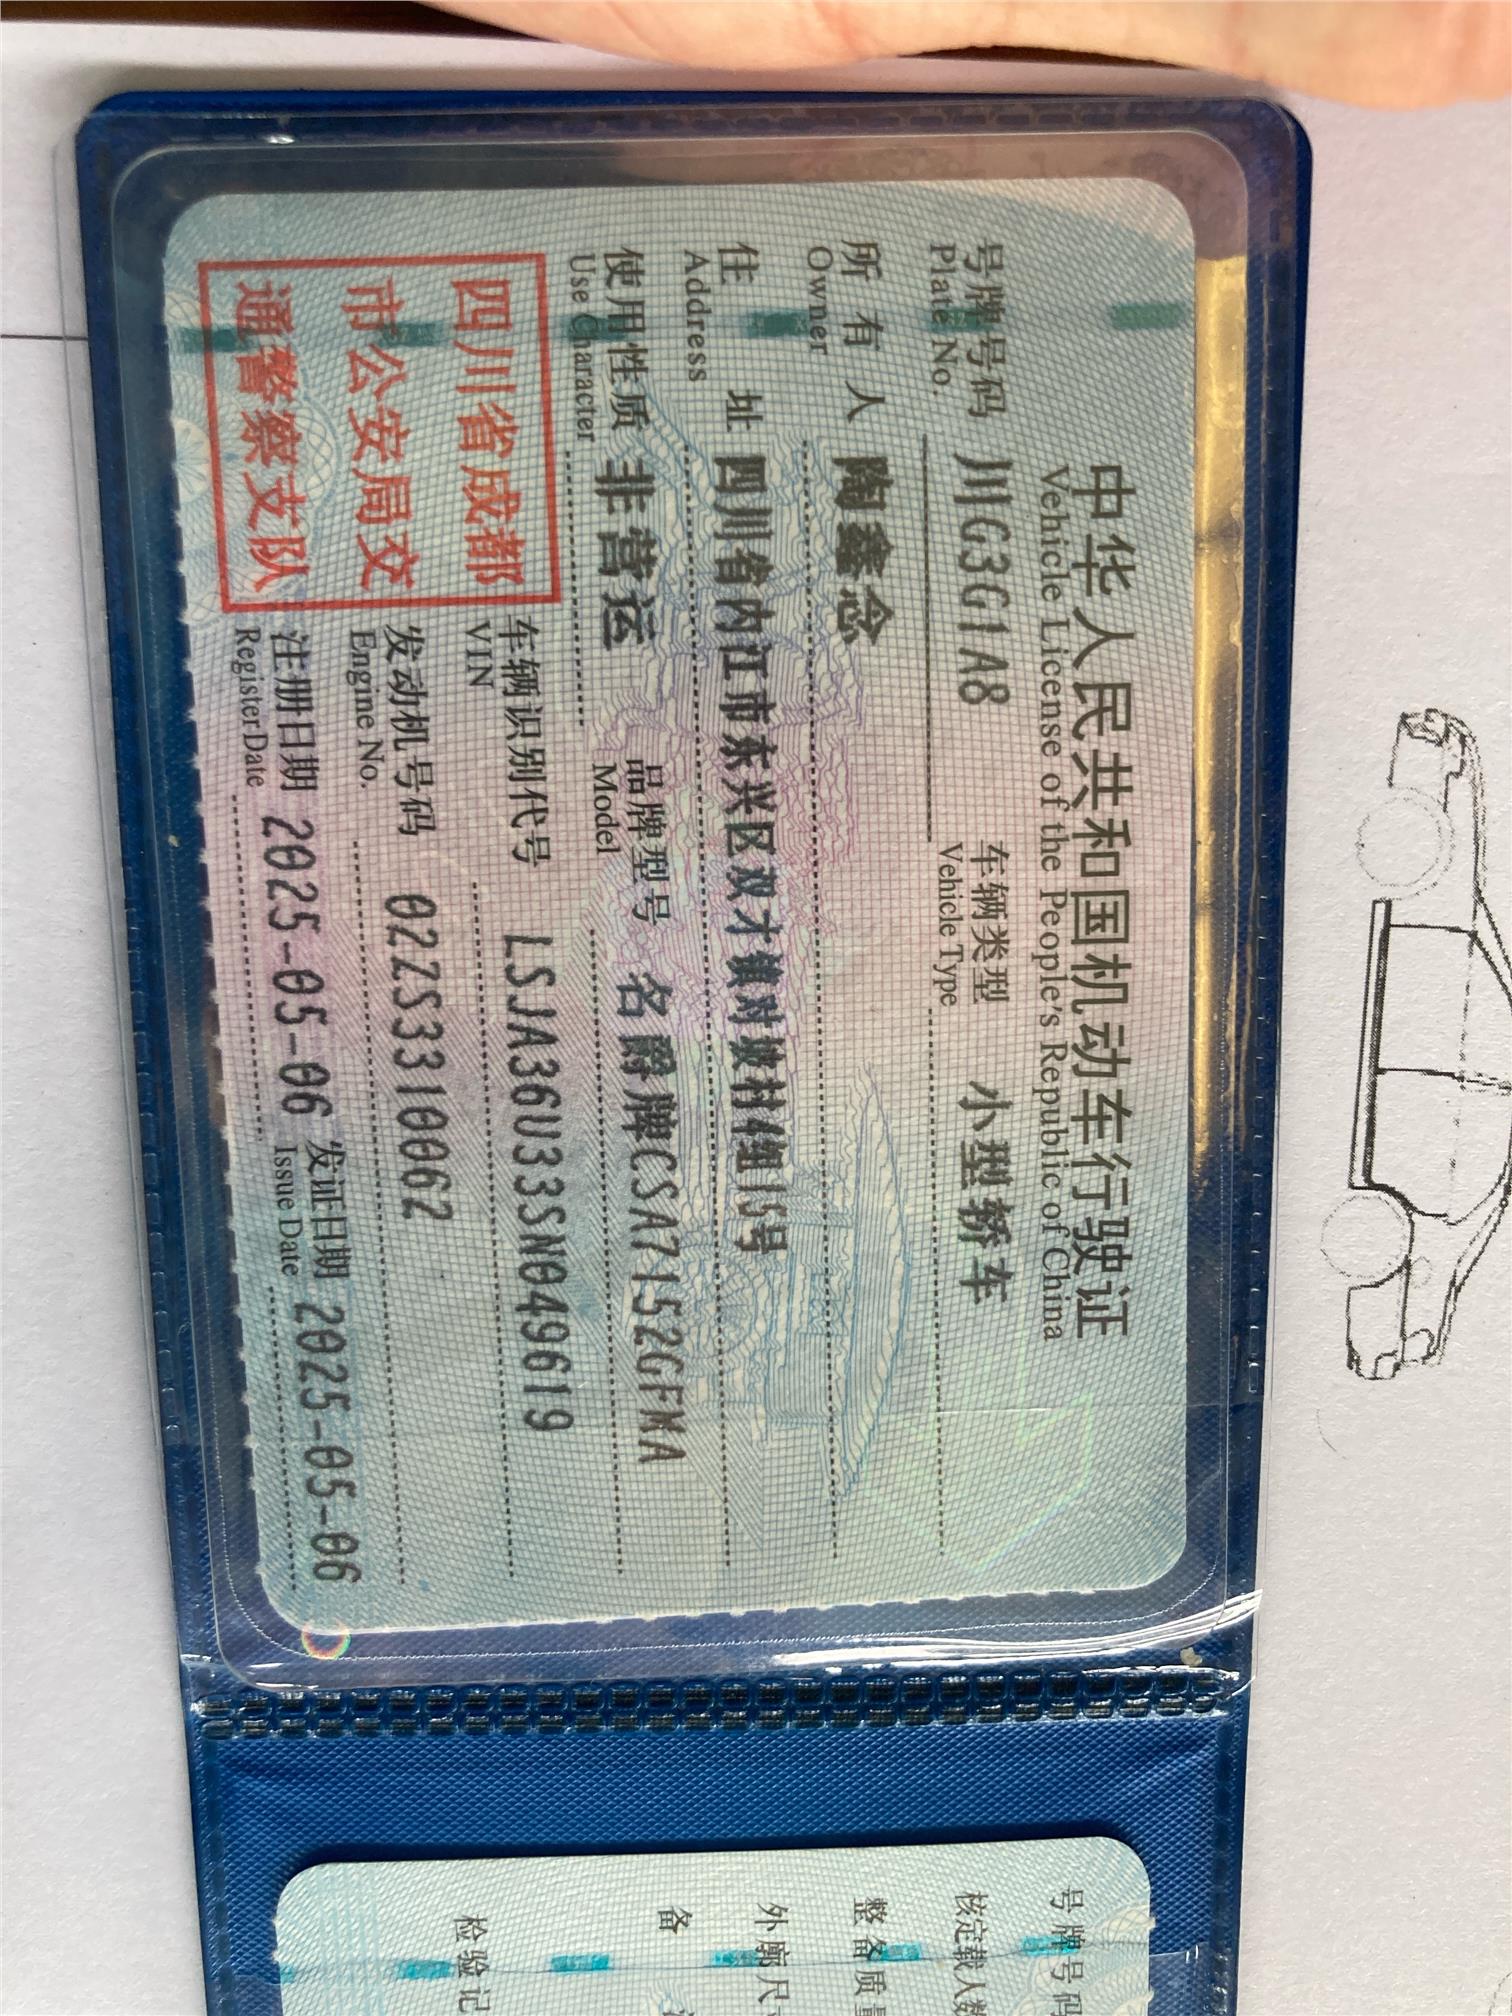 中华人民共和国机动车行驶证
Vehicle License of the People's Republic of China
号牌号码 川G3G1A8 车辆类型 小型轿车
Plate No. Vehicle Type
所有人 陶鑫念
Owner
住址 四川省内江市东兴区双才镇对坡村4组15号
Address
使用性质 非营运 品牌型号 名爵牌CSA7152GFMA
Use Character Model
四川省成都
市公安局交
通警察支队
车辆识别代号 LSJA36U33SN049619
VIN
发动机号码 02ZS3310062
Engine No.
注册日期 2025-05-06 发证日期 2025-05-06
Register Date Issue Date
号牌号码
核定载人数
整备质量
外廓尺
备
检验记